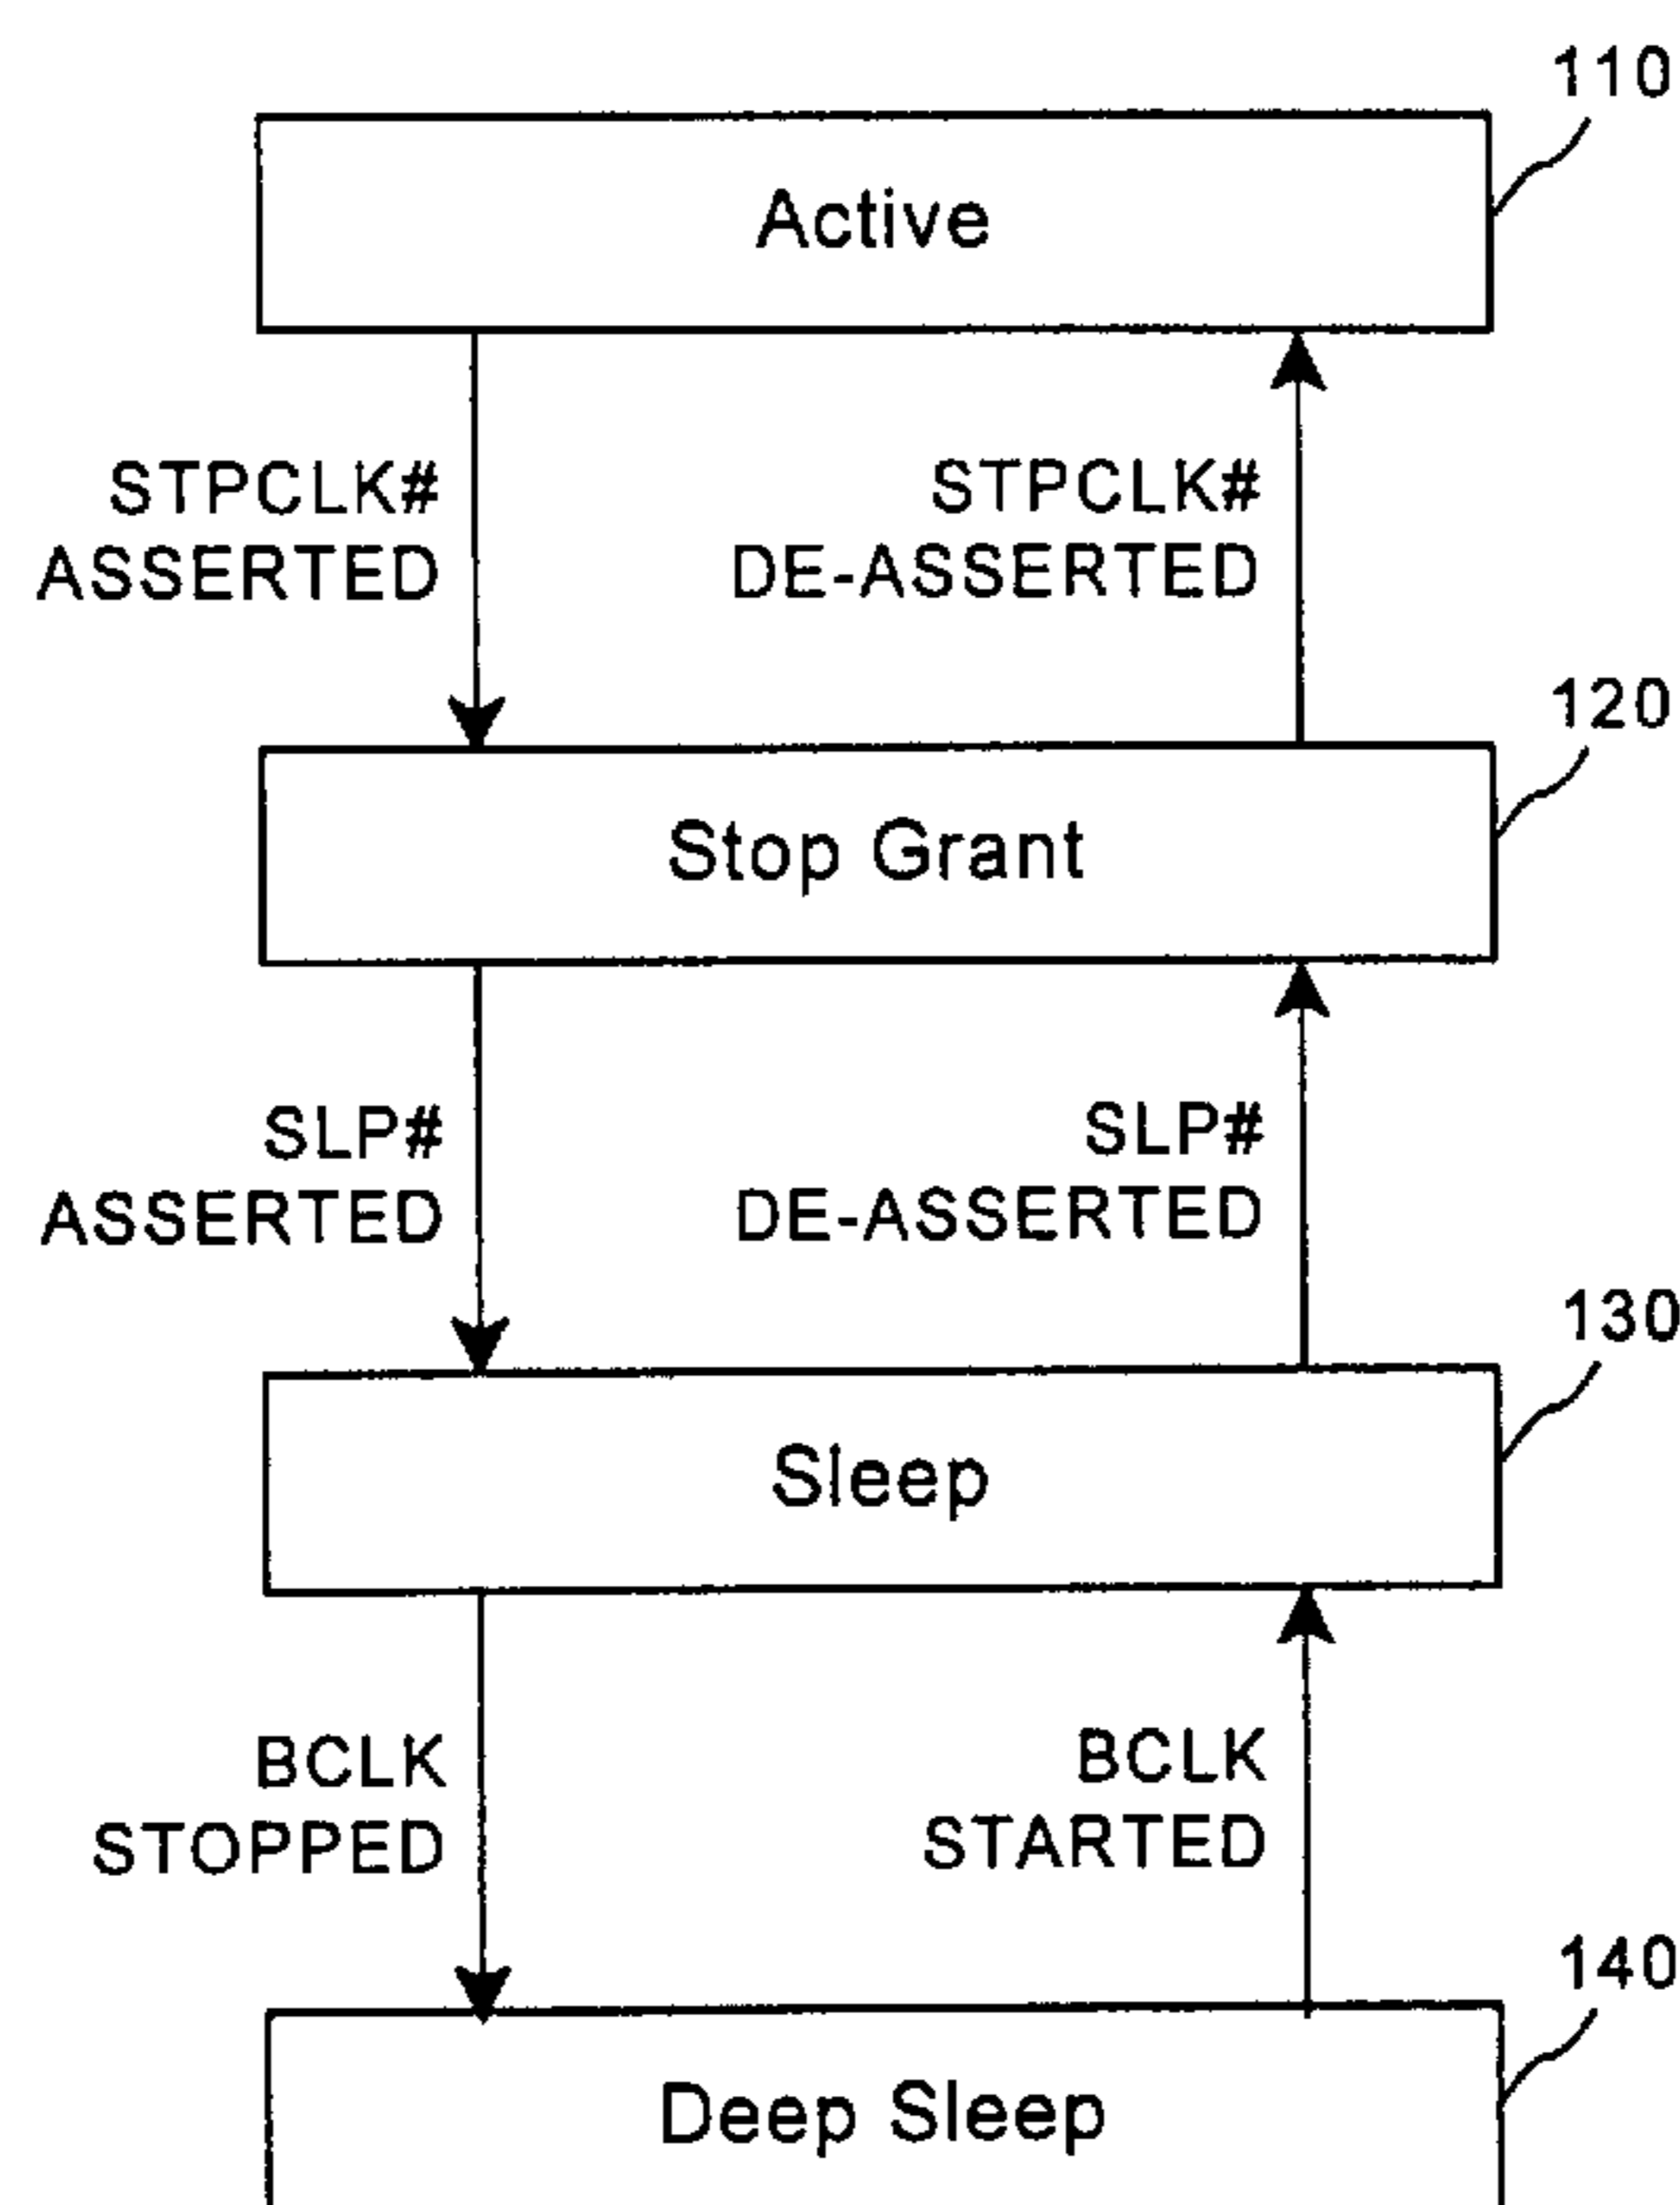 110
Active
STPCLK#
ASSERTED
STPCLK#
DE-ASSERTED
120
Stop Grant
SLP#
ASSERTED
SLP#
DE-ASSERTED
130
Sleep
BCLK
STOPPED
BCLK
STARTED
140
Deep Sleep